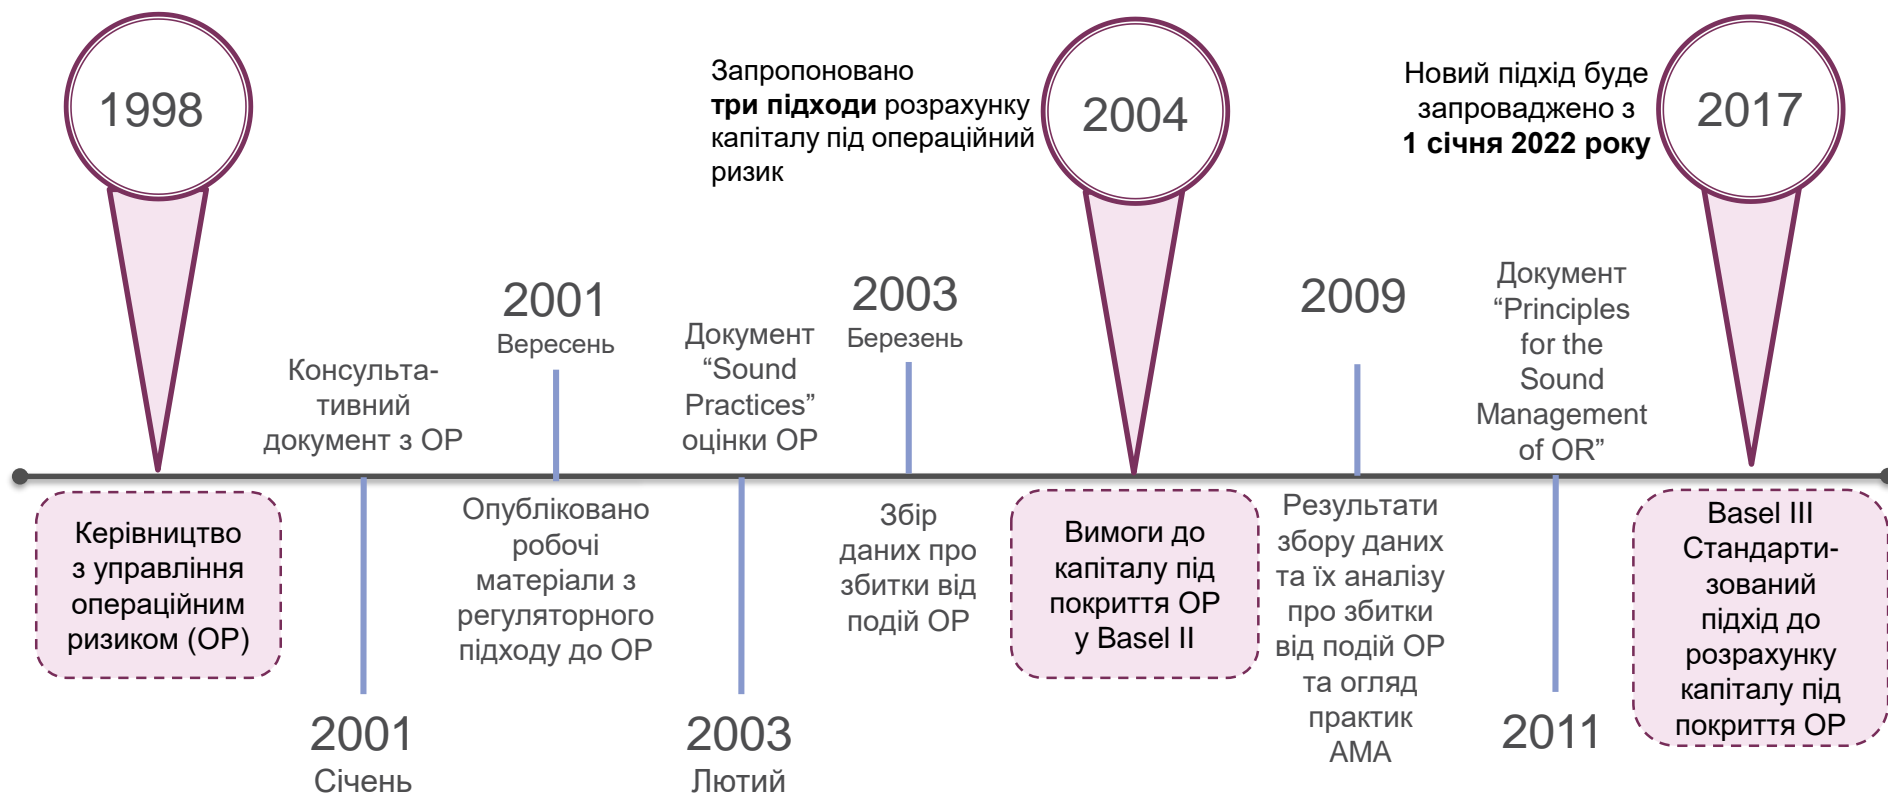 1998
Керівництво
з управління
операційним
ризиком (ОР)
Консульта-
тивний
документ з ОР
2001
Січень
2001
Вересень
Опубліковано
робочі
матеріали з
регуляторного
підходу до ОР
Документ
“Sound
Practices”
оцінки ОР
2003
Лютий
2003
Березень
Збір
даних про
збитки від
подій ОР
Запропоновано
три підходи розрахунку
капіталу під операційний
ризик
2004
Вимоги до
капіталу під
покриття ОР
у Basel II
2009
Результати
збору даних
та їх аналізу
про збитки
від подій ОР
та огляд
практик
АМА
Документ
“Principles
for the
Sound
Management
of OR”
2011
Новий підхід буде
запроваджено з
1 січня 2022 року
2017
Basel III
Стандарти-
зований
підхід до
розрахунку
капіталу під
покриття ОР